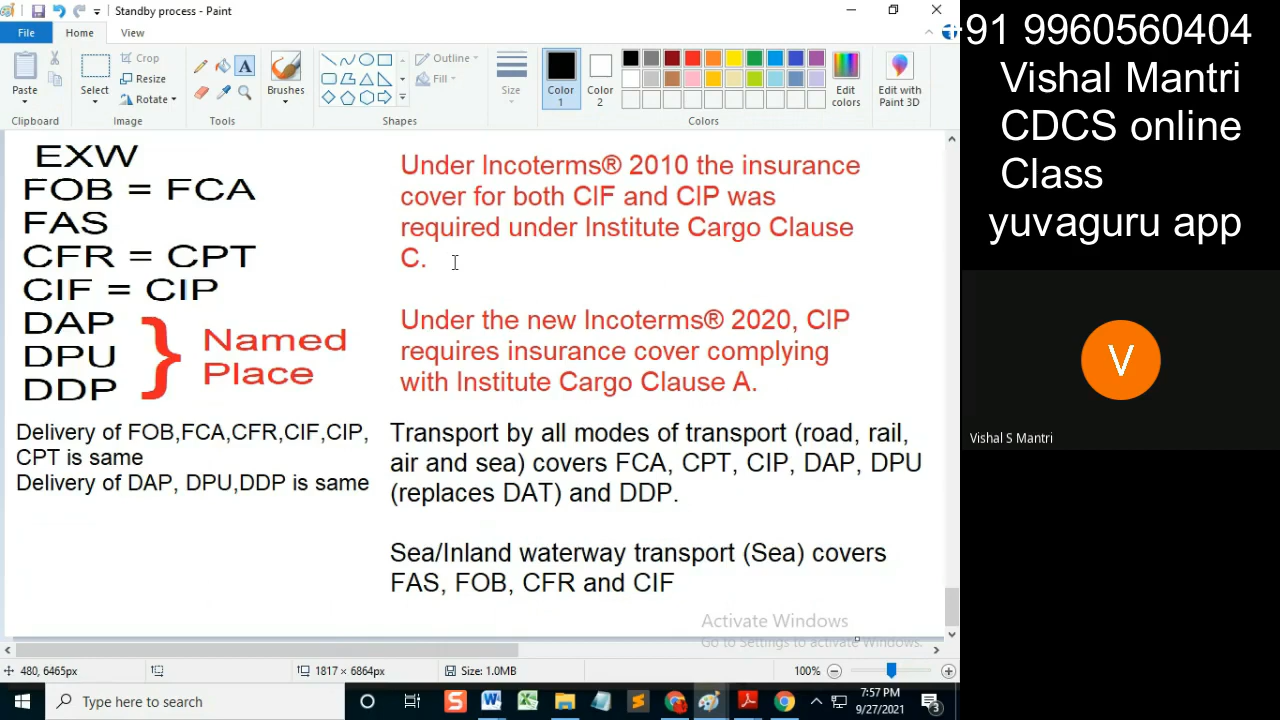 Standby process - Paint
File
Home
View
Paste
Clipboard
Select
Crop
Resize
Rotate
Image
A
Tools
Brushes
Outline
Fill
Shapes
Size
Color 1
Color 2
Colors
Edit colors
Edit with Paint 3D
EXW
FOB = FCA
FAS
CFR = CPT
CIF = CIP
DAP
DPU
DDP
} Named
Place
Delivery of FOB,FCA,CFR,CIF,CIP,
CPT is same
Delivery of DAP, DPU,DDP is same
Under Incoterms® 2010 the insurance
cover for both CIF and CIP was
required under Institute Cargo Clause
C.
Under the new Incoterms® 2020, CIP
requires insurance cover complying
with Institute Cargo Clause A.
Transport by all modes of transport (road, rail,
air and sea) covers FCA, CPT, CIP, DAP, DPU
(replaces DAT) and DDP.
Sea/Inland waterway transport (Sea) covers
FAS, FOB, CFR and CIF
Activate Windows
Go to Settings to activate Windows.
480, 6465px
1817 × 6864px
Size: 1.0MB
100%
Type here to search
7:57 PM
9/27/2021
3
+91 9960560404
Vishal Mantri
CDCS online
Class
yuvaguru app
V
Vishal S Mantri